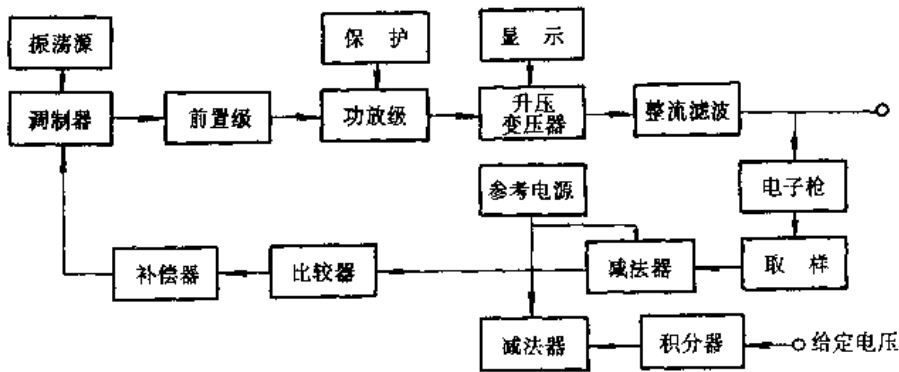 振荡源
保 护
显 示
调制器
前置级
功放级
升压
变压器
整流滤波
参考电源
电子枪
补偿器
比较器
减法器
取 样
减法器
积分器
给定电压